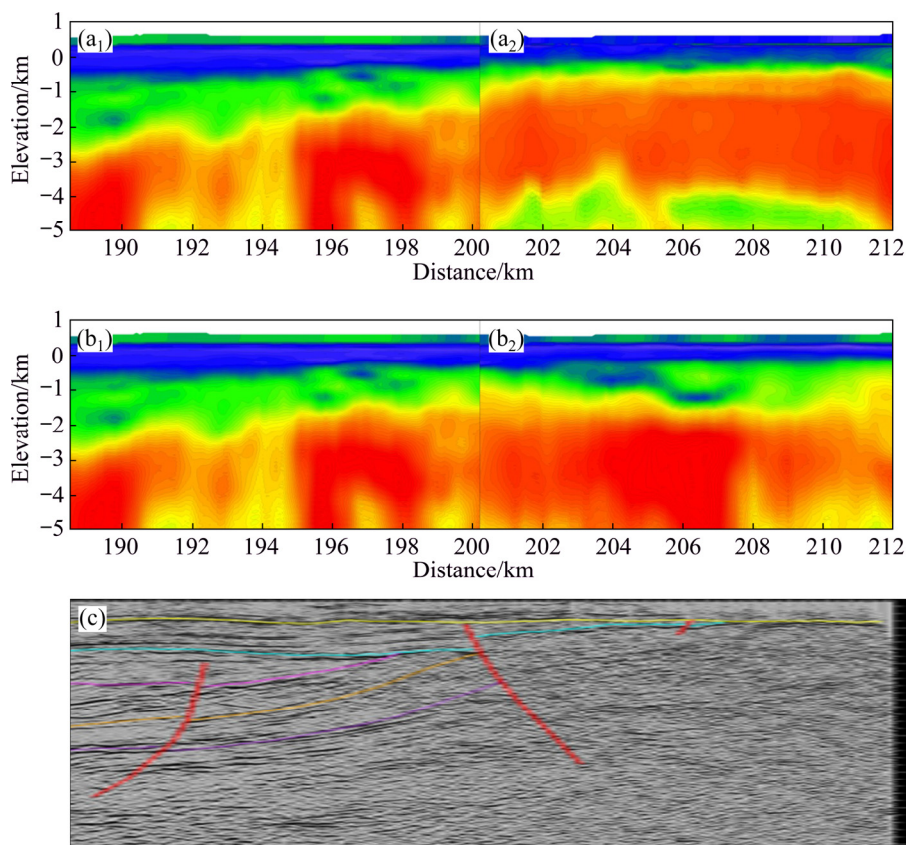 (a1) (a2)
1
0
−1
−2
−3
−4
−5
Elevation/km
190 192 194 196 198 200 202 204 206 208 210 212
Distance/km
(b1) (b2)
1
0
−1
−2
−3
−4
−5
Elevation/km
190 192 194 196 198 200 202 204 206 208 210 212
Distance/km
(c)